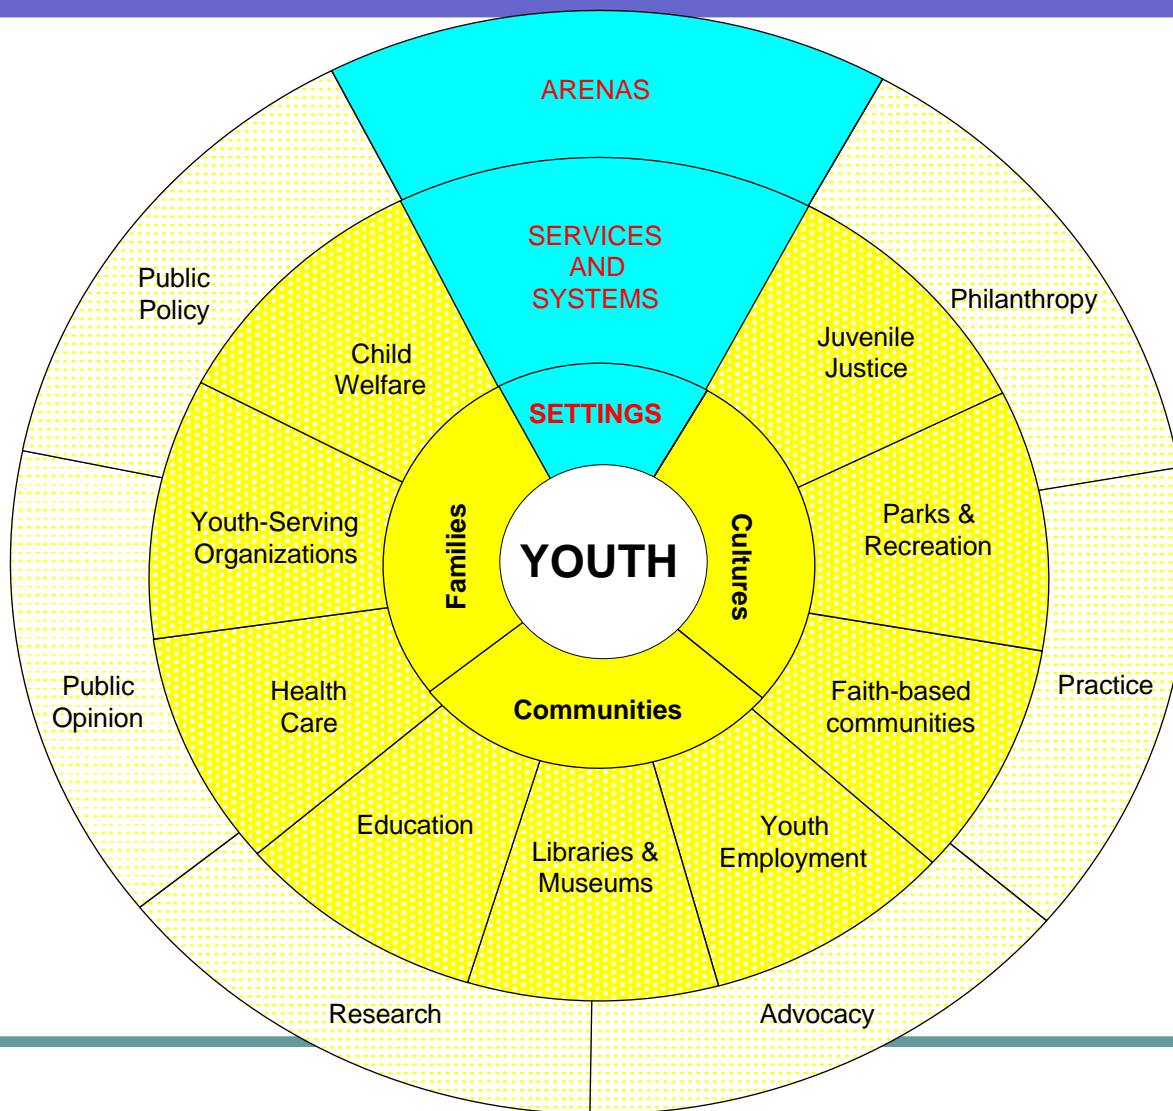 ARENAS
SERVICES
AND
SYSTEMS
SETTINGS
YOUTH
Families
Communities
Cultures
Child
Welfare
Youth-Serving
Organizations
Health
Care
Education
Libraries &
Museums
Youth
Employment
Faith-based
communities
Parks &
Recreation
Juvenile
Justice
Public
Policy
Public
Opinion
Research
Advocacy
Practice
Philanthropy